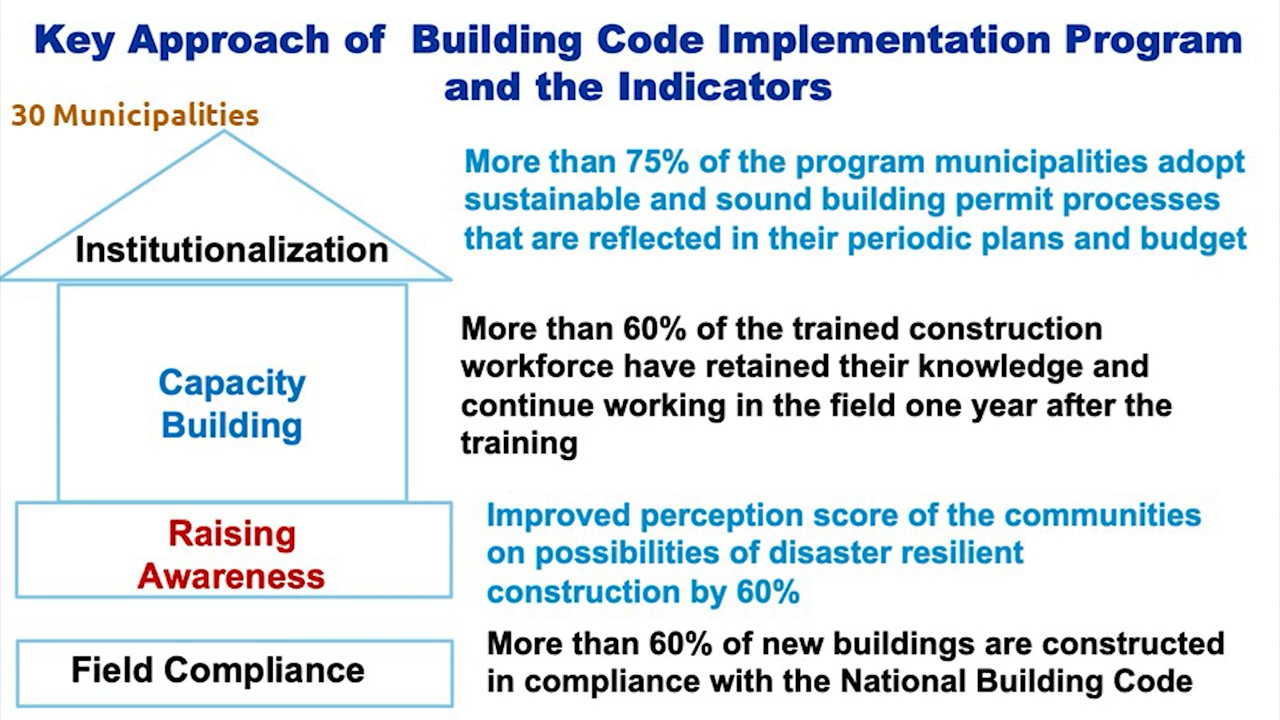 Key Approach of Building Code Implementation Program
and the Indicators
30 Municipalities
Institutionalization
More than 75% of the program municipalities adopt
sustainable and sound building permit processes
that are reflected in their periodic plans and budget
Capacity
Building
More than 60% of the trained construction
workforce have retained their knowledge and
continue working in the field one year after the
training
Raising
Awareness
Improved perception score of the communities
on possibilities of disaster resilient
construction by 60%
Field Compliance
More than 60% of new buildings are constructed
in compliance with the National Building Code